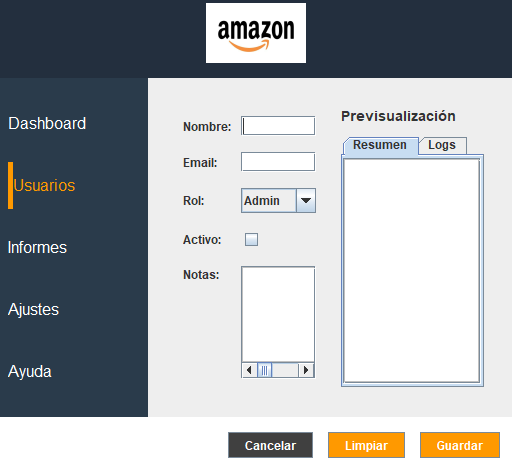 amazon
Dashboard
Usuarios
Informes
Ajustes
Ayuda
Nombre:
Email:
Rol:
Admin
Activo:
Notas:
Previsualización
Resumen
Logs
Cancelar
Limpiar
Guardar